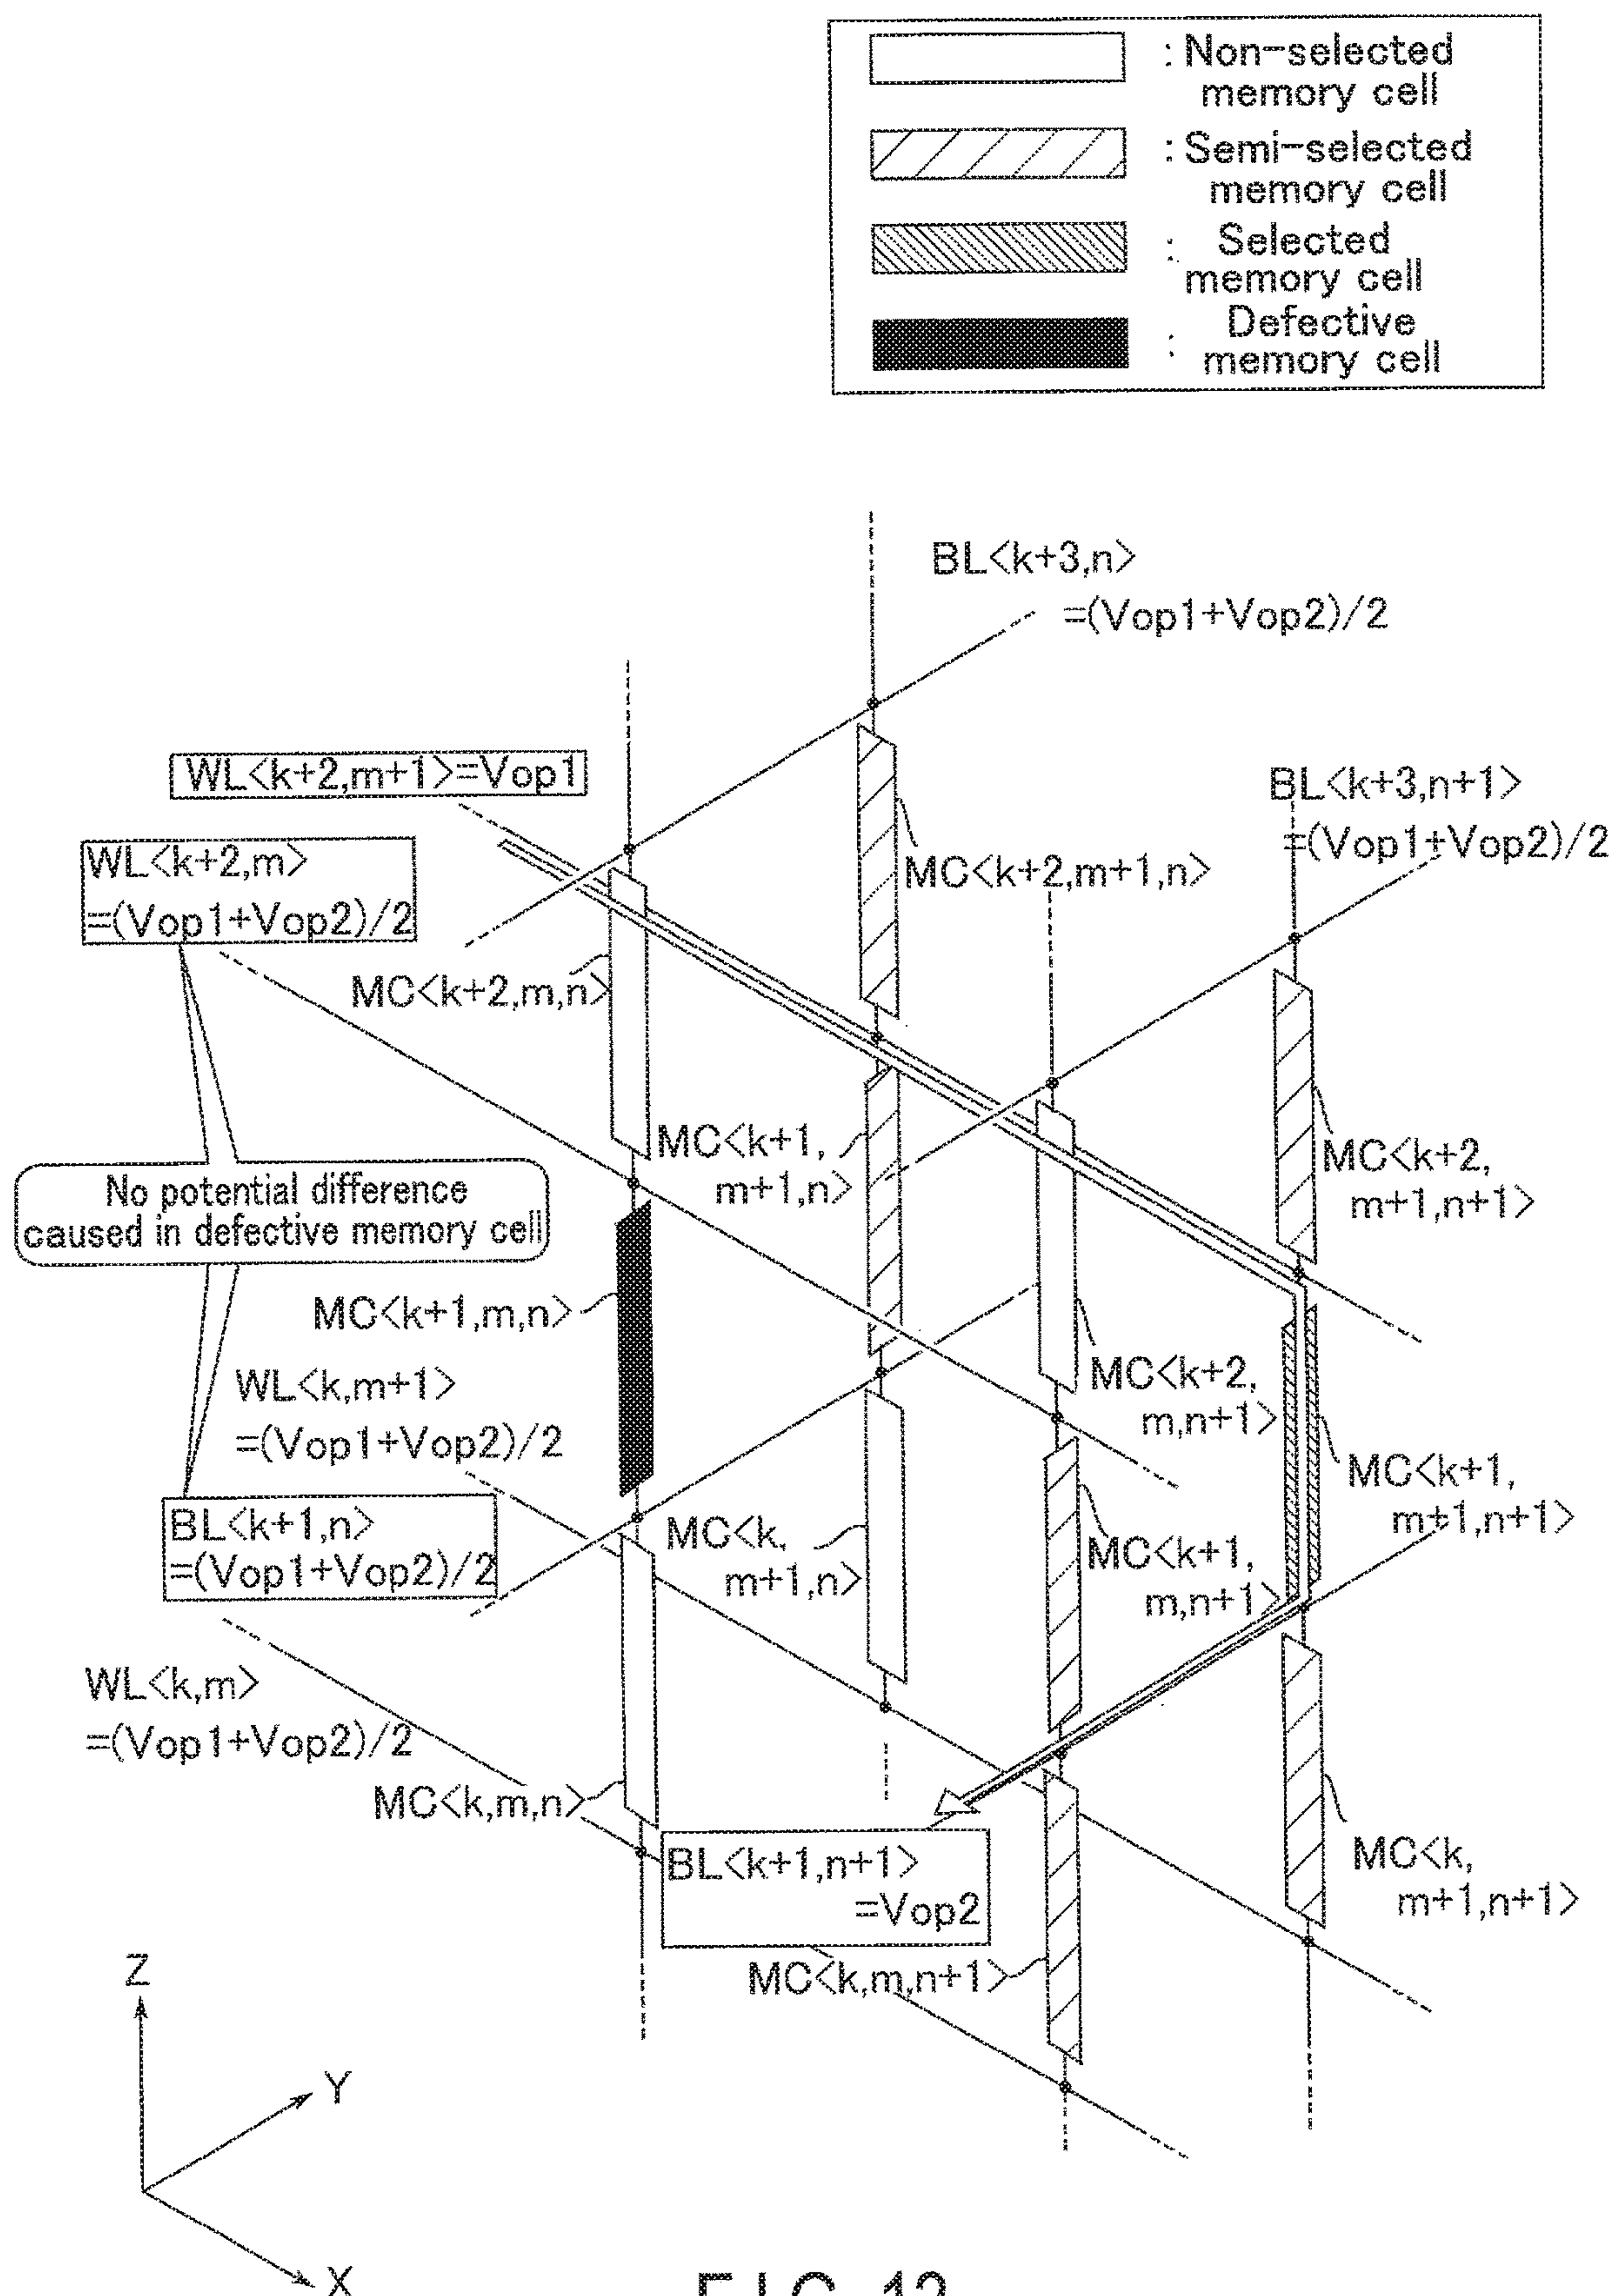 : Non-selected
memory cell
: Semi-selected
memory cell
: Selected
memory cell
: Defective
memory cell
BL<k+3,n>
=(Vop1+Vop2)/2
WL<k+2,m+1>=Vop1
BL<k+3,n+1>
=(Vop1+Vop2)/2
WL<k+2,m>
=(Vop1+Vop2)/2
MC<k+2,m+1,n>
MC<k+2,m,n>
MC<k+1,
m+1,n>
MC<k+2,
m+1,n+1>
No potential difference
caused in defective memory cell
MC<k+1,m,n>
WL<k,m+1>
=(Vop1+Vop2)/2
MC<k+2,
m,n+1>
MC<k+1,
m+1,n+1>
BL<k+1,n>
=(Vop1+Vop2)/2
MC<k,
m+1,n>
MC<k+1,
m,n+1>
WL<k,m>
=(Vop1+Vop2)/2
MC<k,m,n>
BL<k+1,n+1>
=Vop2
MC<k,
m+1,n+1>
MC<k,m,n+1>
Z
Y
X